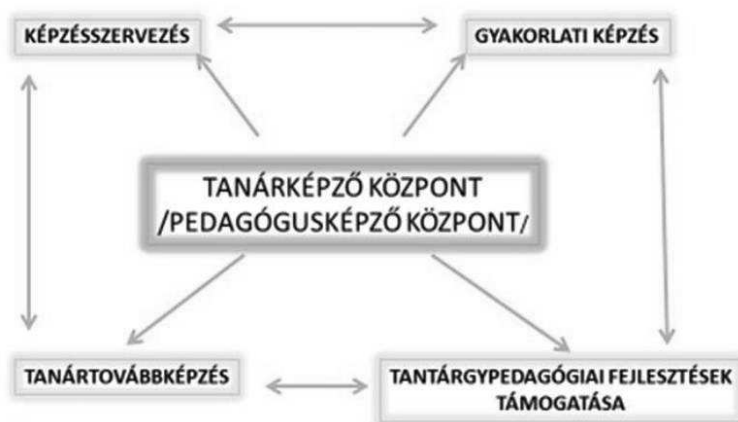 KÉPZÉSSZERVEZÉS
GYAKORLATI KÉPZÉS
TANÁRKÉPZŐ KÖZPONT
/PEDAGÓGUSKÉPZŐ KÖZPONT/
TANÁRTOVÁBBKÉPZÉS
TANTÁRGYPEDAGÓGIAI FEJLESZTÉSEK
TÁMOGATÁSA